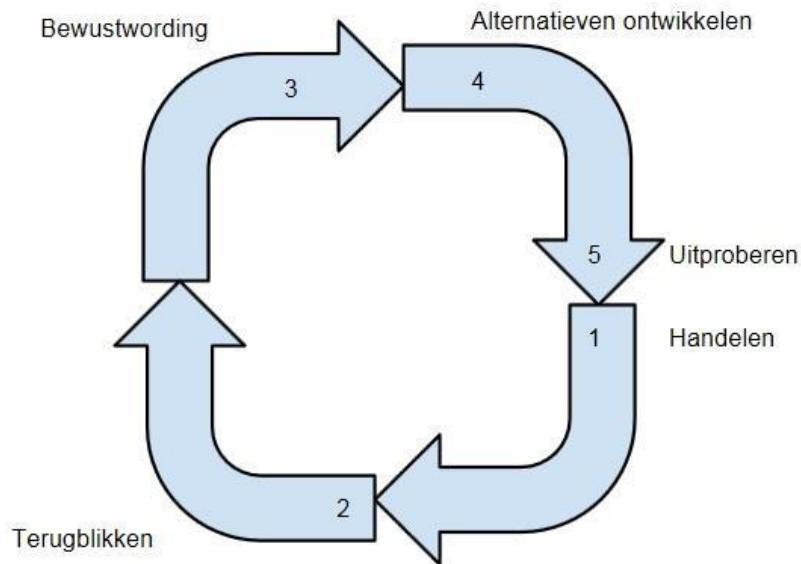 Bewustwording
Alternatieven ontwikkelen
3
4
5
Uitproberen
1
Handelen
2
Terugblikken